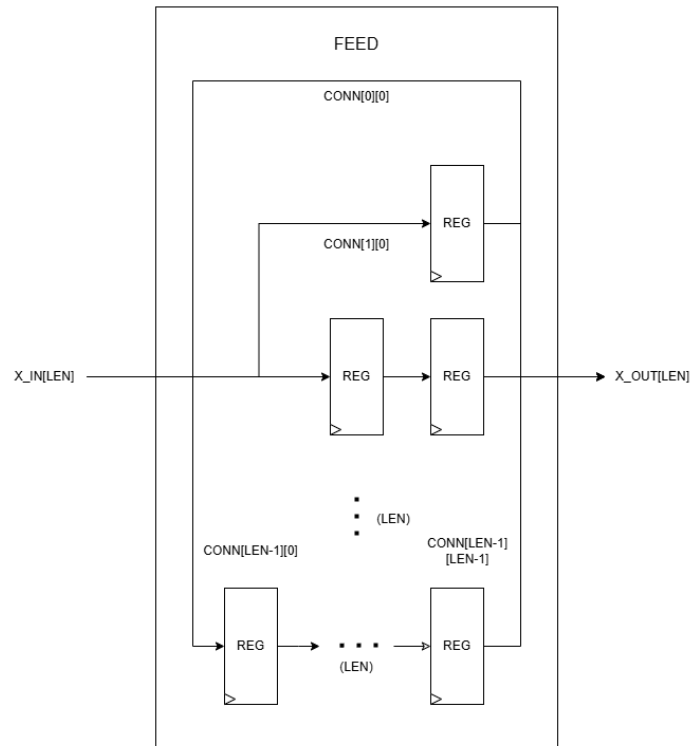 FEED
CONN[0][0]
REG
CONN[1][0]
X_IN[LEN]
REG
REG
X_OUT[LEN]
(LEN)
CONN[LEN-1][0]
CONN[LEN-1]
[LEN-1]
REG
REG
(LEN)